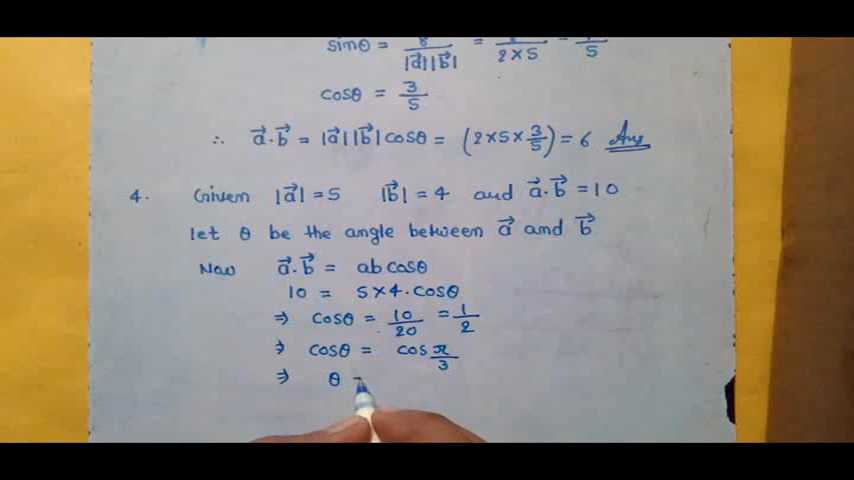 sinθ = 8/|a⃗||b⃗| = 8/2×5 = /5
cosθ = 3/5
∴ a⃗.b⃗ = |a⃗||b⃗|cosθ = (2×5×3/5) = 6 Ans
4. Given |a⃗|=5 |b⃗|=4 and a⃗.b⃗ =10
let θ be the angle between a⃗ and b⃗
Now a⃗.b⃗ = abcosθ
10 = 5×4.cosθ
⇒ cosθ = 10/20 = 1/2
⇒ cosθ = cos π/3
⇒ θ =